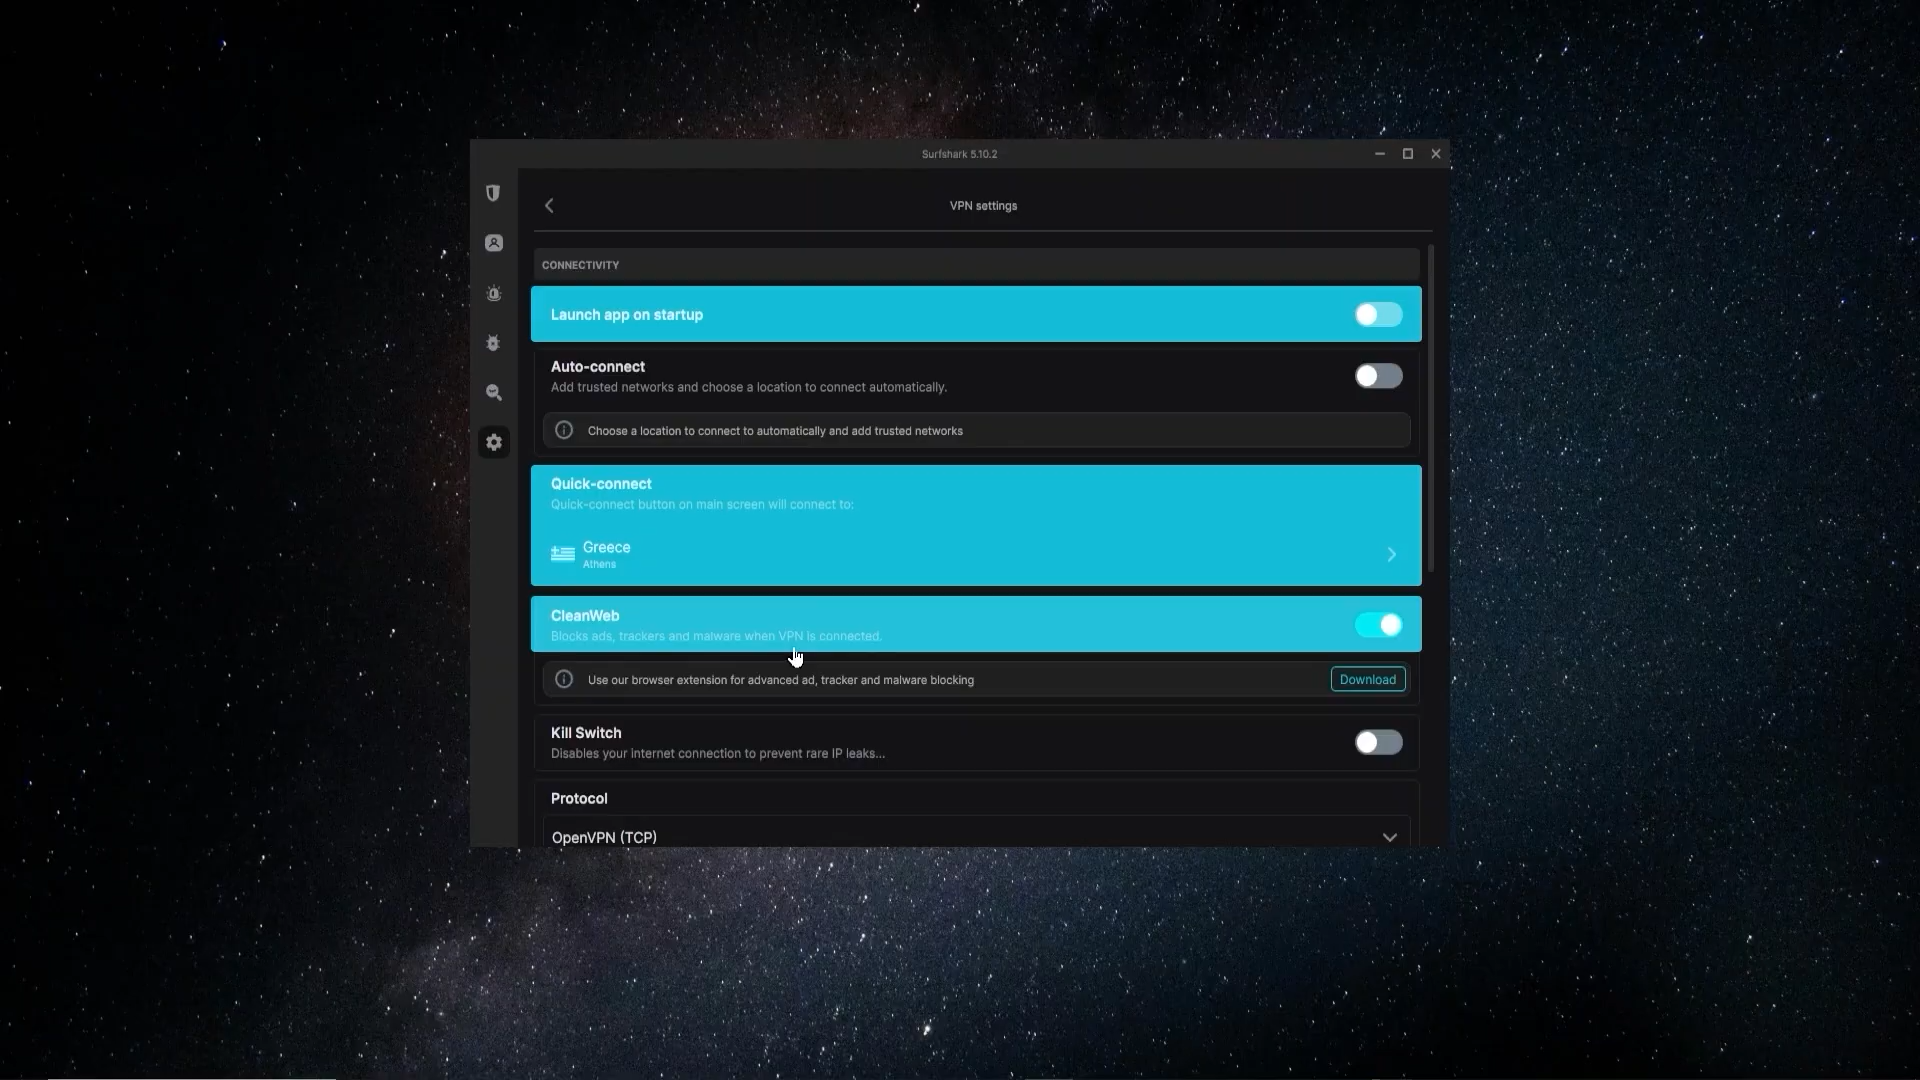 Surfshark 5.10.2
VPN settings
CONNECTIVITY
Launch app on startup
Auto-connect
Add trusted networks and choose a location to connect automatically.
Choose a location to connect to automatically and add trusted networks
Quick-connect
Quick-connect button on main screen will connect to:
Greece
Athens
CleanWeb
Blocks ads, trackers and malware when VPN is connected.
Use our browser extension for advanced ad, tracker and malware blocking
Download
Kill Switch
Disables your internet connection to prevent rare IP leaks...
Protocol
OpenVPN (TCP)